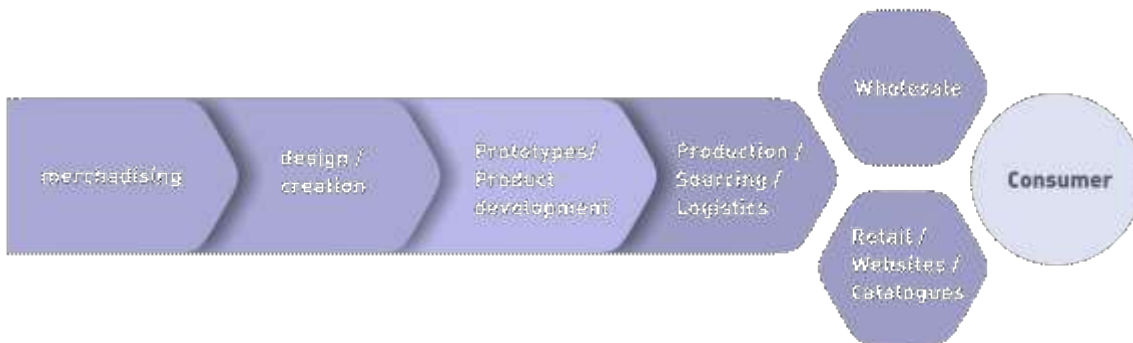 merchadising
design /
creation
Prototypes/
Product
development
Production /
Sourcing /
Logistics
Wholesale
Retail /
Websites /
Catalogues
Consumer